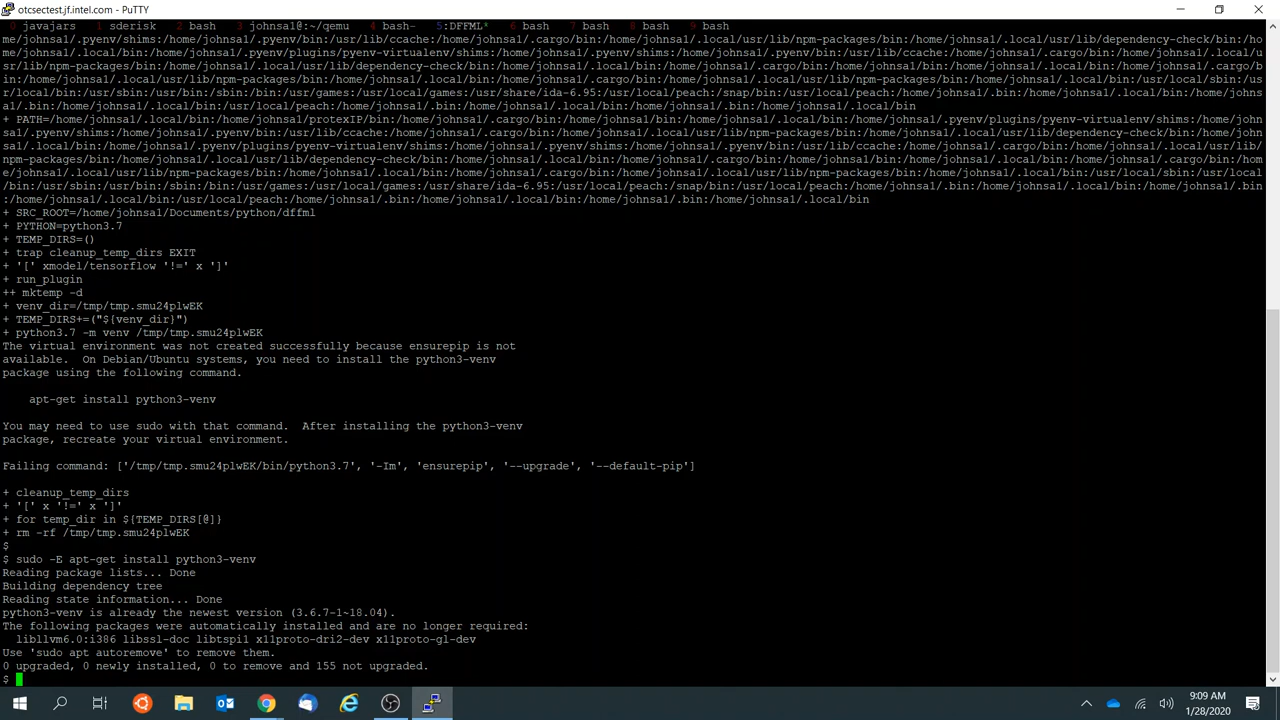 otcsectest.jf.intel.com - PuTTY
0 javajars  1 sderisk  2 bash  3 johnsa1@:~/qemu  4 bash-  5:DFFML*  6 bash  7 bash  8 bash  9 bash
me/johnsa1/.pyenv/shims:/home/johnsa1/.pyenv/plugins/pyenv-virtualenv/shims:/home/johnsa1/.cargo/bin:/home/johnsa1/.local/usr/lib/npm-packages/bin:/home/johnsa1/.local/usr/lib/dependency-check/bin:/ho
me/johnsa1/.pyenv/shims:/home/johnsa1/.pyenv/bin:/usr/lib/ccache:/home/johnsa1/.cargo/bin:/home/johnsa1/.pyenv/plugins/pyenv-virtualenv/shims:/home/johnsa1/.pyenv/bin:/usr/lib/ccache:/home/johnsa1/.local/u
sr/lib/npm-packages/bin:/home/johnsa1/.local/usr/lib/dependency-check/bin:/home/johnsa1/.local/bin:/home/johnsa1/.cargo/bin:/home/johnsa1/.local/bin:/home/johnsa1/.cargo/bin:/home/johnsa1/.cargo/b
in:/home/johnsa1/.local/usr/lib/npm-packages/bin:/home/johnsa1/.local/bin:/home/johnsa1/.cargo/bin:/home/johnsa1/.local/usr/lib/npm-packages/bin:/home/johnsa1/.local/bin:/usr/local/sbin:/usr/local/bin:/usr/sbin:/u
sr/local/bin:/usr/sbin:/usr/bin:/sbin:/bin:/usr/games:/usr/local/games:/usr/share/ida-6.95:/usr/local/peach:/snap/bin:/usr/local/peach:/home/johnsa1/.bin:/home/johnsa1/.local/bin:/home/johns
a1/.bin:/home/johnsa1/.local/bin:/usr/local/peach:/home/johnsa1/.bin:/home/johnsa1/.local/bin:/home/johnsa1/.bin:/home/johnsa1/.local/bin
+ PATH=/home/johnsa1/protexIP/bin:/home/johnsa1/.cargo/bin:/home/johnsa1/.pyenv/plugins/pyenv-virtualenv/shims:/home/john
sa1/.pyenv/shims:/home/johnsa1/.pyenv/bin:/usr/lib/ccache:/home/johnsa1/.cargo/bin:/home/johnsa1/.local/usr/lib/npm-packages/bin:/home/johnsa1/.local/usr/lib/dependency-check/bin:/home/johns
a1/.pyenv/plugins/pyenv-virtualenv/shims:/home/johnsa1/.pyenv/shims:/home/johnsa1/.pyenv/bin:/usr/lib/ccache:/home/johnsa1/.cargo/bin:/home/johnsa1/.local/usr/lib/
npm-packages/bin:/home/johnsa1/.local/usr/lib/dependency-check/bin:/home/johnsa1/.cargo/bin:/home/johnsa1/.local/bin:/home/johnsa1/.cargo/bin:/hom
e/johnsa1/.local/usr/lib/npm-packages/bin:/home/johnsa1/.local/bin:/home/johnsa1/.cargo/bin:/home/johnsa1/.local/usr/lib/npm-packages/bin:/usr/local/sbin:/usr/local
/bin:/usr/sbin:/usr/bin:/sbin:/bin:/usr/games:/usr/local/games:/usr/share/ida-6.95:/usr/local/peach:/snap/bin:/usr/local/peach:/home/johnsa1/.bin:/home/johnsa1/.local/bin:/home/johnsa1/.bin
:/home/johnsa1/.local/bin:/usr/local/peach:/home/johnsa1/.bin:/home/johnsa1/.local/bin:/home/johnsa1/.bin:/home/johnsa1/.local/bin
+ SRC_ROOT=/home/johnsa1/Documents/python/dffml
+ PYTHON=python3.7
+ TEMP_DIRS=()
+ trap cleanup_temp_dirs EXIT
+ '[' xmodel/tensorflow '!=' x ']'
+ run_plugin
++ mktemp -d
+ venv_dir=/tmp/tmp.smu24plwEK
+ TEMP_DIRS+=("${venv_dir}")
+ python3.7 -m venv /tmp/tmp.smu24plwEK
The virtual environment was not created successfully because ensurepip is not
available.  On Debian/Ubuntu systems, you need to install the python3-venv
package using the following command.
apt-get install python3-venv
You may need to use sudo with that command.  After installing the python3-venv
package, recreate your virtual environment.
Failing command: ['/tmp/tmp.smu24plwEK/bin/python3.7', '-Im', 'ensurepip', '--upgrade', '--default-pip']
+ cleanup_temp_dirs
+ '[' x '!=' x ']'
+ for temp_dir in ${TEMP_DIRS[@]}
+ rm -rf /tmp/tmp.smu24plwEK
$
$ sudo -E apt-get install python3-venv
Reading package lists... Done
Building dependency tree
Reading state information... Done
python3-venv is already the newest version (3.6.7-1~18.04).
The following packages were automatically installed and are no longer required:
libllvm6.0:i386 libssl-doc libtspi1 x11proto-dri2-dev x11proto-gl-dev
Use 'sudo apt autoremove' to remove them.
0 upgraded, 0 newly installed, 0 to remove and 155 not upgraded.
$
9:09 AM
1/28/2020